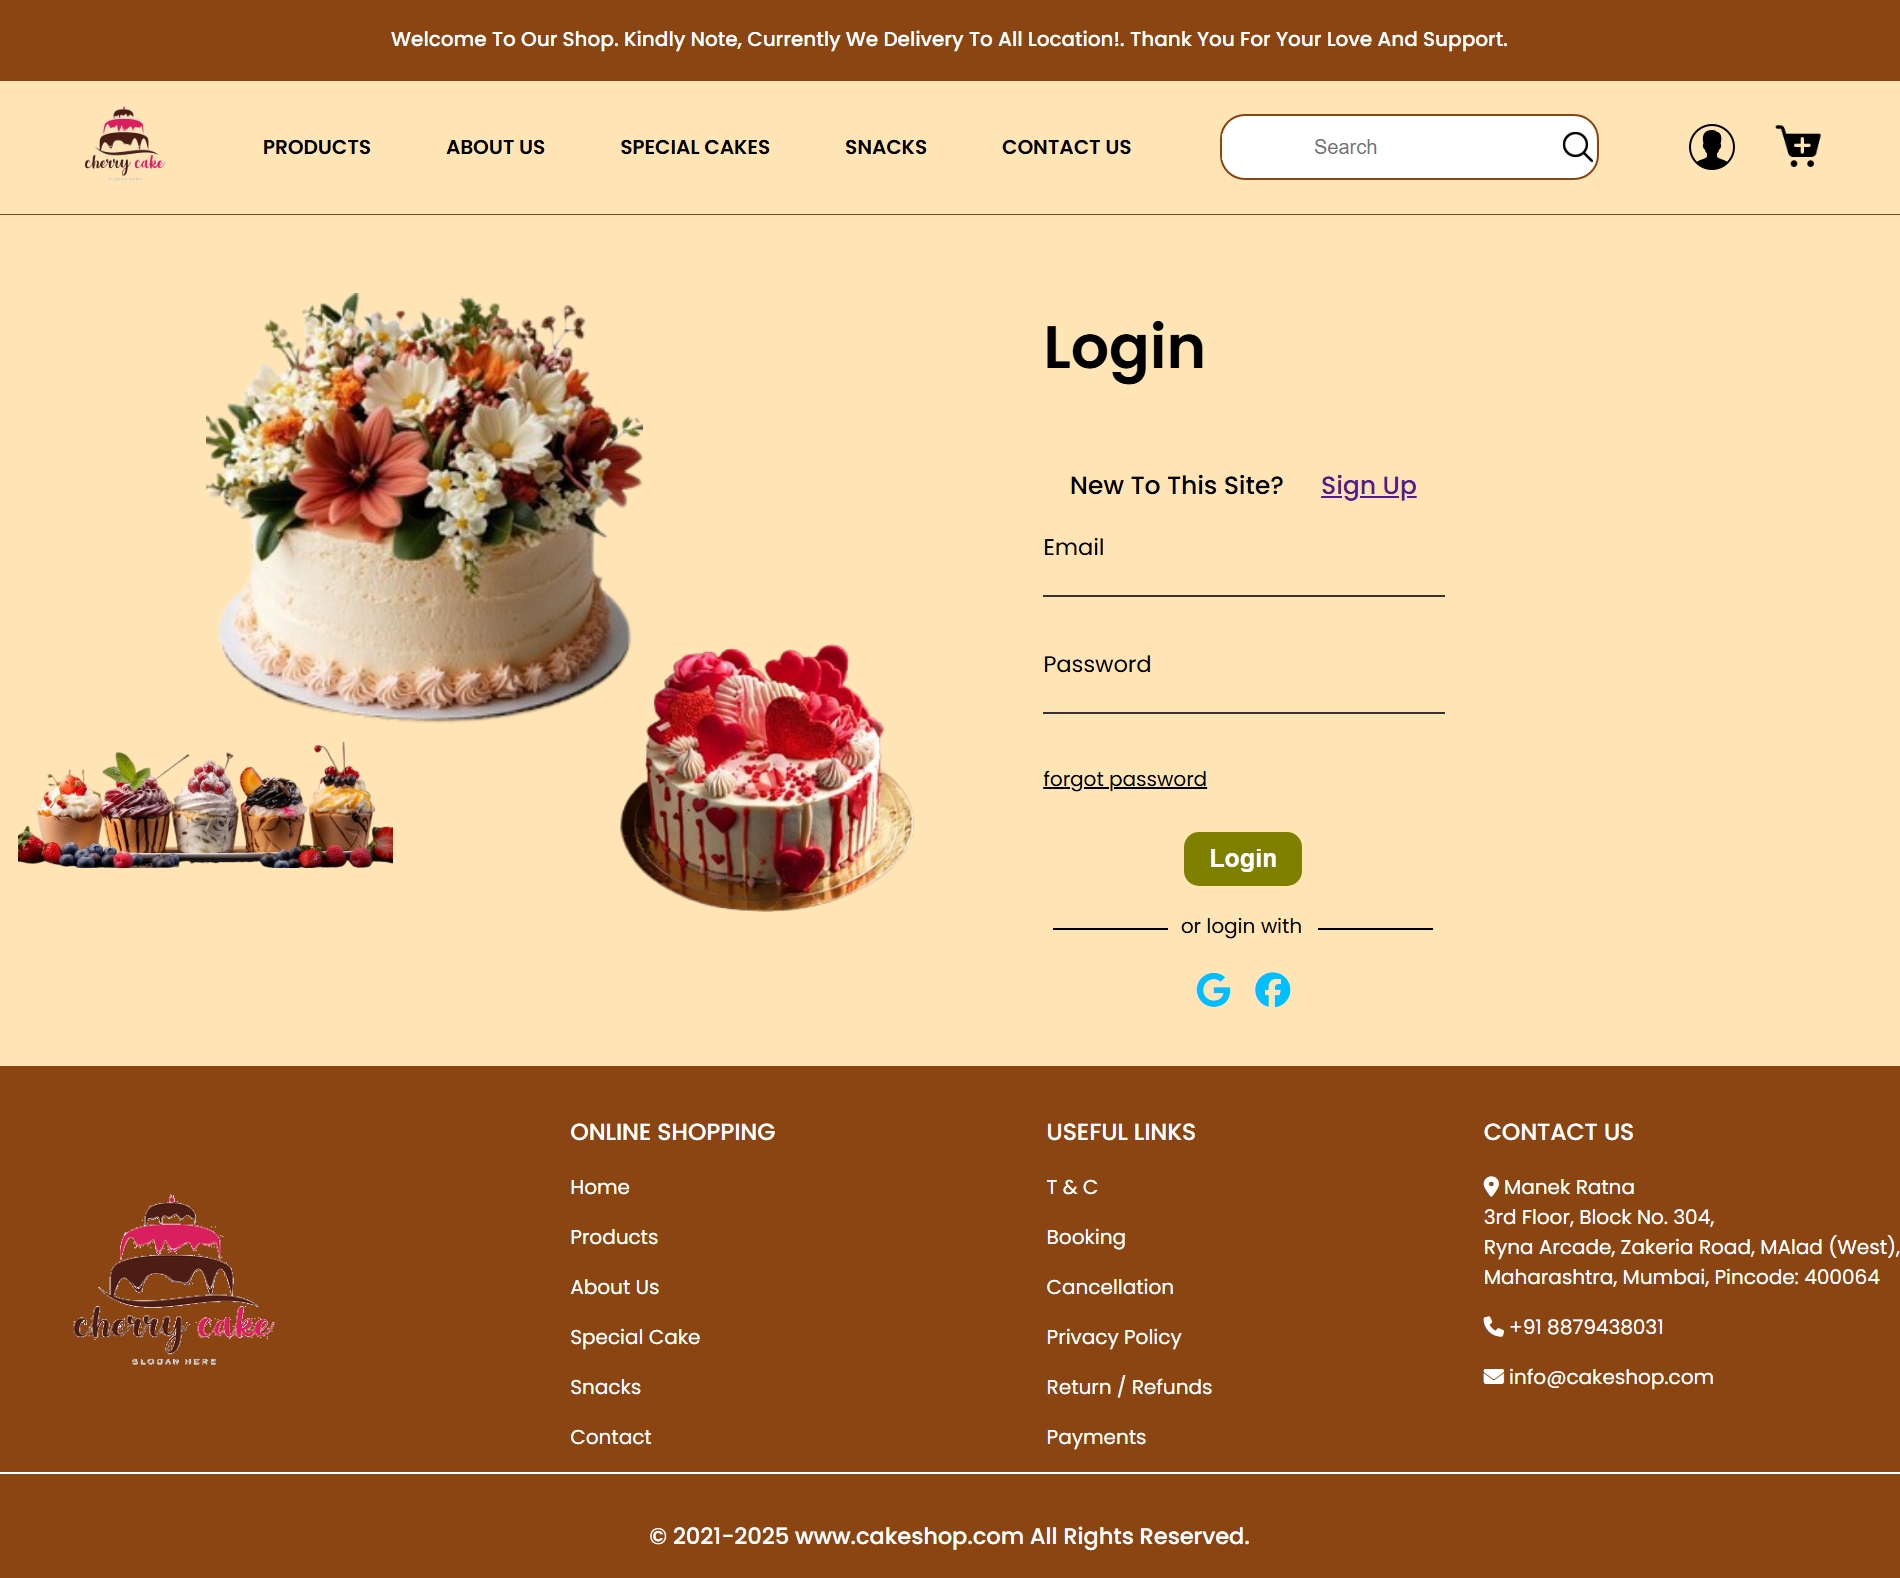 Welcome To Our Shop. Kindly Note, Currently We Delivery To All Location!. Thank You For Your Love And Support.
cherry cake
PRODUCTS
ABOUT US
SPECIAL CAKES
SNACKS
CONTACT US
Search
Login
New To This Site? Sign Up
Email
Password
forgot password
Login
or login with
cherry cake
SLOGAN HERE
ONLINE SHOPPING
Home
Products
About Us
Special Cake
Snacks
Contact
USEFUL LINKS
T & C
Booking
Cancellation
Privacy Policy
Return / Refunds
Payments
CONTACT US
Manek Ratna
3rd Floor, Block No. 304,
Ryna Arcade, Zakeria Road, MAlad (West),
Maharashtra, Mumbai, Pincode: 400064
+91 8879438031
info@cakeshop.com
© 2021-2025 www.cakeshop.com All Rights Reserved.